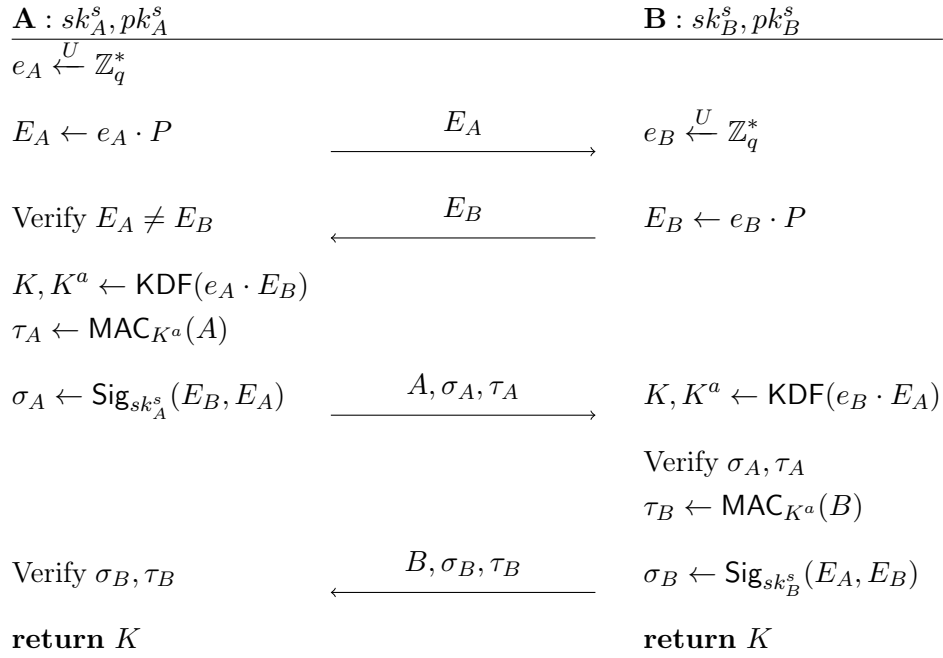 A : sk_A^s, pk_A^s B : sk_B^s, pk_B^s
e_A ←^U ℤ_q^*
E_A ← e_A · P E_A e_B ←^U ℤ_q^*
Verify E_A ≠ E_B E_B E_B ← e_B · P
K, K^a ← KDF(e_A · E_B)
τ_A ← MAC_{K^a}(A)
σ_A ← Sig_{sk_A^s}(E_B, E_A) A, σ_A, τ_A K, K^a ← KDF(e_B · E_A)
Verify σ_A, τ_A
τ_B ← MAC_{K^a}(B)
Verify σ_B, τ_B B, σ_B, τ_B σ_B ← Sig_{sk_B^s}(E_A, E_B)
return K return K